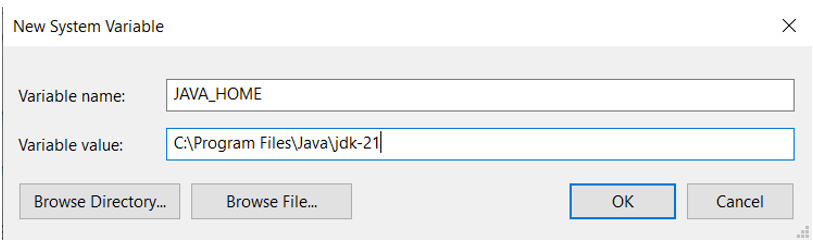 New System Variable
Variable name: JAVA_HOME
Variable value: C:\Program Files\Java\jdk-21
Browse Directory... Browse File... OK Cancel